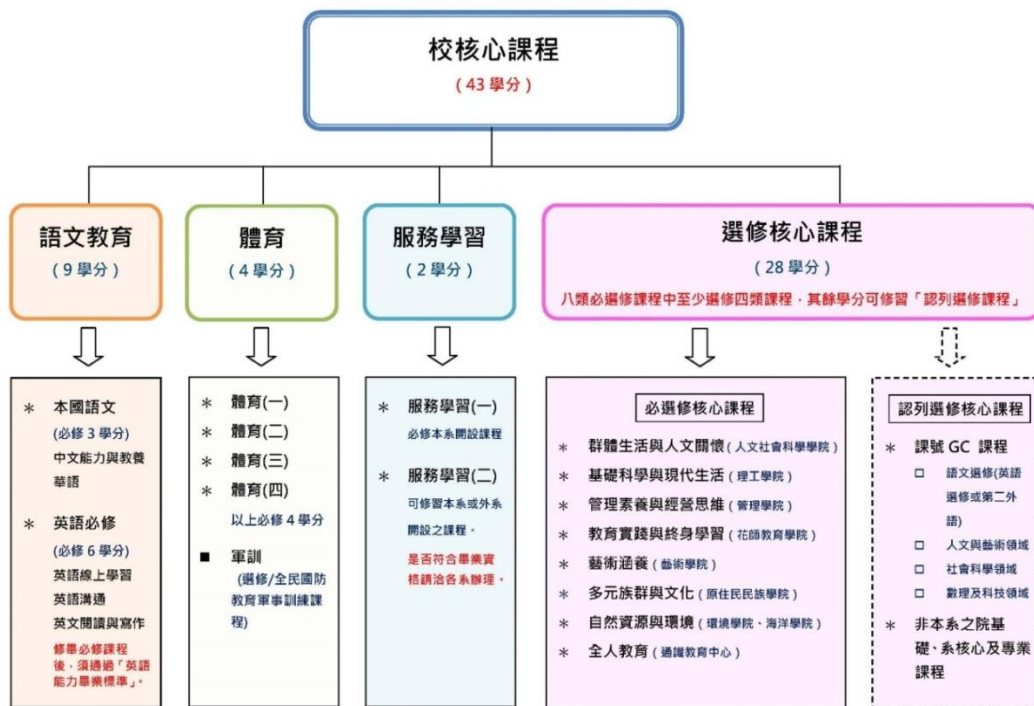 校核心課程
(43 學分)
語文教育
(9 學分)
體育
(4 學分)
服務學習
(2 學分)
選修核心課程
(28 學分)
八類必選修課程中至少選修四類課程，其餘學分可修習「認列選修課程」
＊ 本國語文
(必修 3 學分)
中文能力與教養
華語
＊ 英語必修
(必修 6 學分)
英語線上學習
英語溝通
英文閱讀與寫作
修畢必修課程
後，須通過「英語
能力畢業標準」。
＊ 體育(一)
＊ 體育(二)
＊ 體育(三)
＊ 體育(四)
以上必修 4 學分
■ 軍訓
(選修/全民國防
教育軍事訓練課
程)
＊ 服務學習(一)
必修本系開設課程
＊ 服務學習(二)
可修習本系或外系
開設之課程。
是否符合畢業資
格請洽各系辦理。
必選修核心課程
＊ 群體生活與人文關懷(人文社會科學學院)
＊ 基礎科學與現代生活(理工學院)
＊ 管理素養與經營思維(管理學院)
＊ 教育實踐與終身學習(花師教育學院)
＊ 藝術涵養(藝術學院)
＊ 多元族群與文化(原住民民族學院)
＊ 自然資源與環境(環境學院、海洋學院)
＊ 全人教育(通識教育中心)
認列選修核心課程
＊ 課號 GC 課程
□ 語文選修(英語
選修或第二外
語)
□ 人文與藝術領域
□ 社會科學領域
□ 數理及科技領域
＊ 非本系之院基
礎、系核心及專業
課程